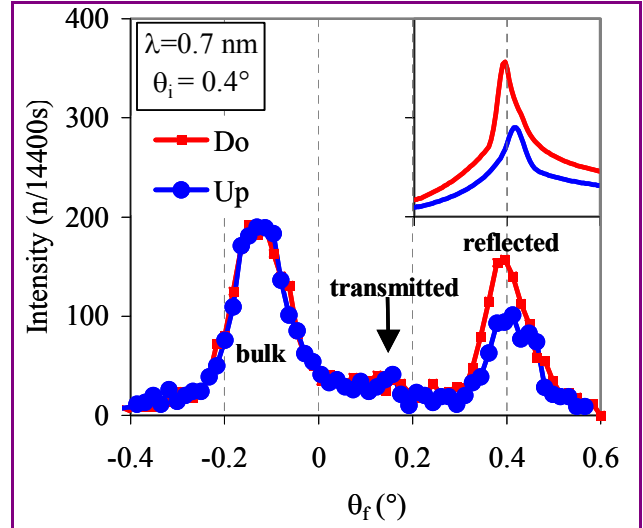 400
300
200
100
0
Intensity (n/14400s)
λ=0.7 nm
θi = 0.4°
Do
Up
bulk
transmitted
reflected
-0.4 -0.2 0 0.2 0.4 0.6
θf (°)